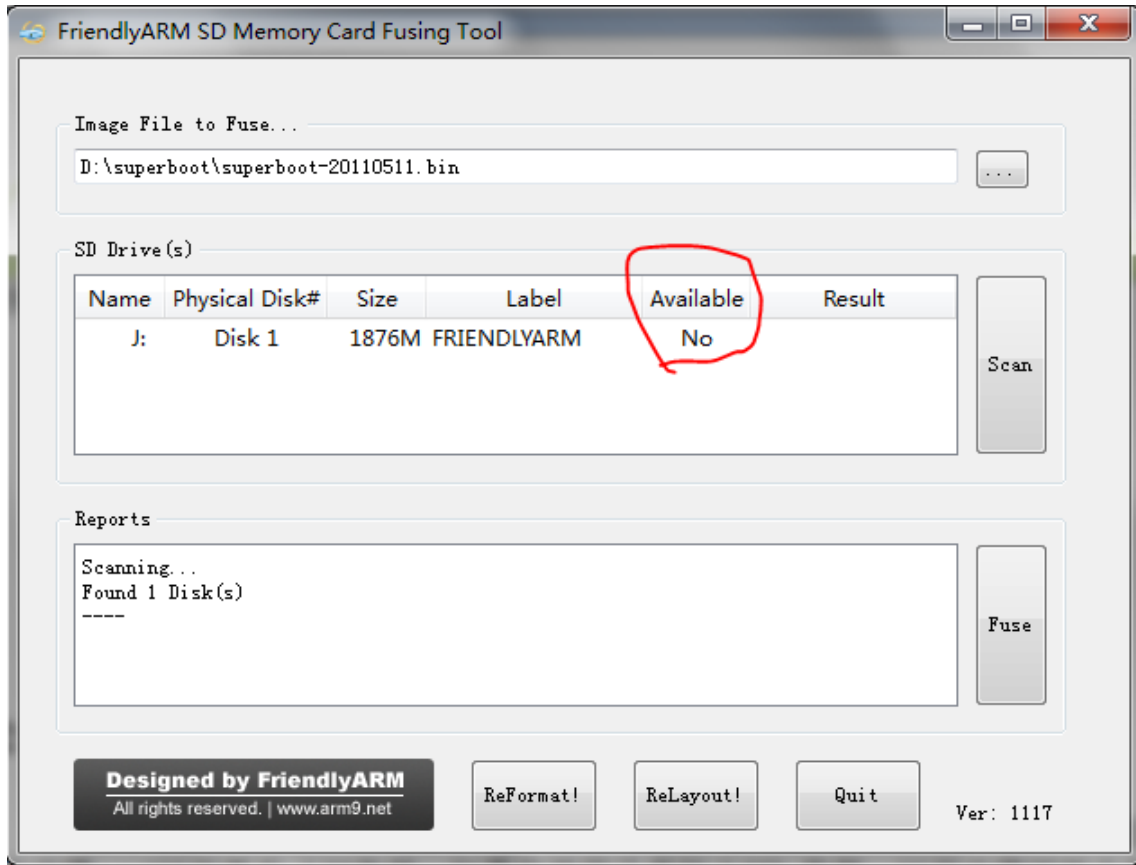 FriendlyARM SD Memory Card Fusing Tool
Image File to Fuse...
D:\superboot\superboot-20110511.bin
...
SD Drive(s)
Name Physical Disk# Size Label Available Result
J: Disk 1 1876M FRIENDLYARM No
Scan
Reports
Scanning...
Found 1 Disk(s)
----
Fuse
Designed by FriendlyARM
All rights reserved. | www.arm9.net
ReFormat!
ReLayout!
Quit
Ver: 1117